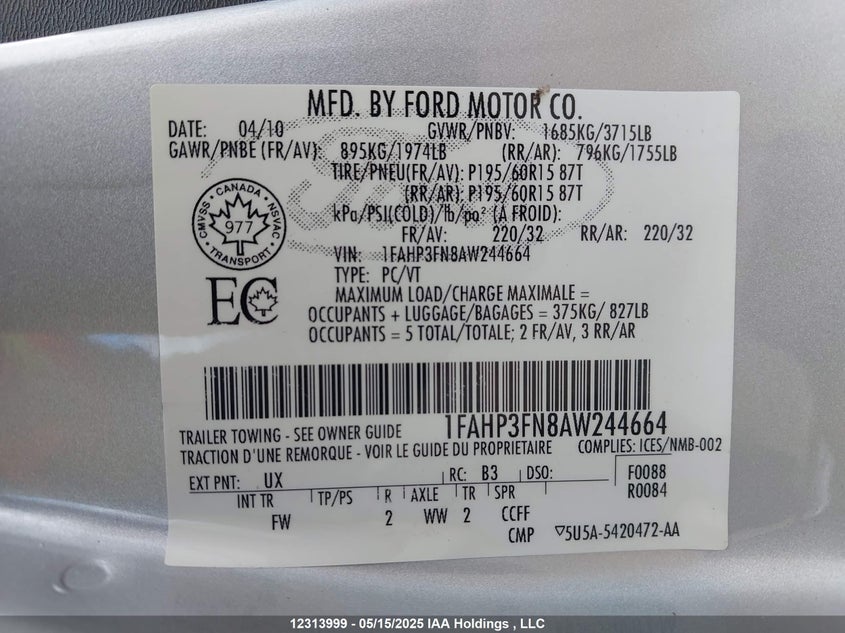 MFD. BY FORD MOTOR CO.
DATE: 04/10 GVWR/PNBV: 1685KG/3715LB
GAWR/PNBE (FR/AV): 895KG/1974LB (RR/AR): 796KG/1755LB
TIRE/PNEU(FR/AV): P195/60R15 87T
(RR/AR): P195/60R15 87T
kPa/PSI(COLD)/lb/po² (À FROID):
FR/AV: 220/32 RR/AR: 220/32
VIN: 1FAHP3FN8AW244664
TYPE: PC/VT
CMVSS • CANADA • NSVAC • TRANSPORT •
977
EC
MAXIMUM LOAD/CHARGE MAXIMALE =
OCCUPANTS + LUGGAGE/BAGAGES = 375KG/ 827LB
OCCUPANTS = 5 TOTAL/TOTALE; 2 FR/AV, 3 RR/AR
1FAHP3FN8AW244664
TRAILER TOWING - SEE OWNER GUIDE
TRACTION D'UNE REMORQUE - VOIR LE GUIDE DU PROPRIETAIRE COMPLIES: ICES/NMB-002
EXT PNT: UX RC: B3 DSO: F0088
INT TR TP/PS R AXLE TR SPR R0084
FW 2 WW 2 CCFF
CMP ▽5U5A-5420472-AA
12313999 - 05/15/2025 IAA Holdings , LLC